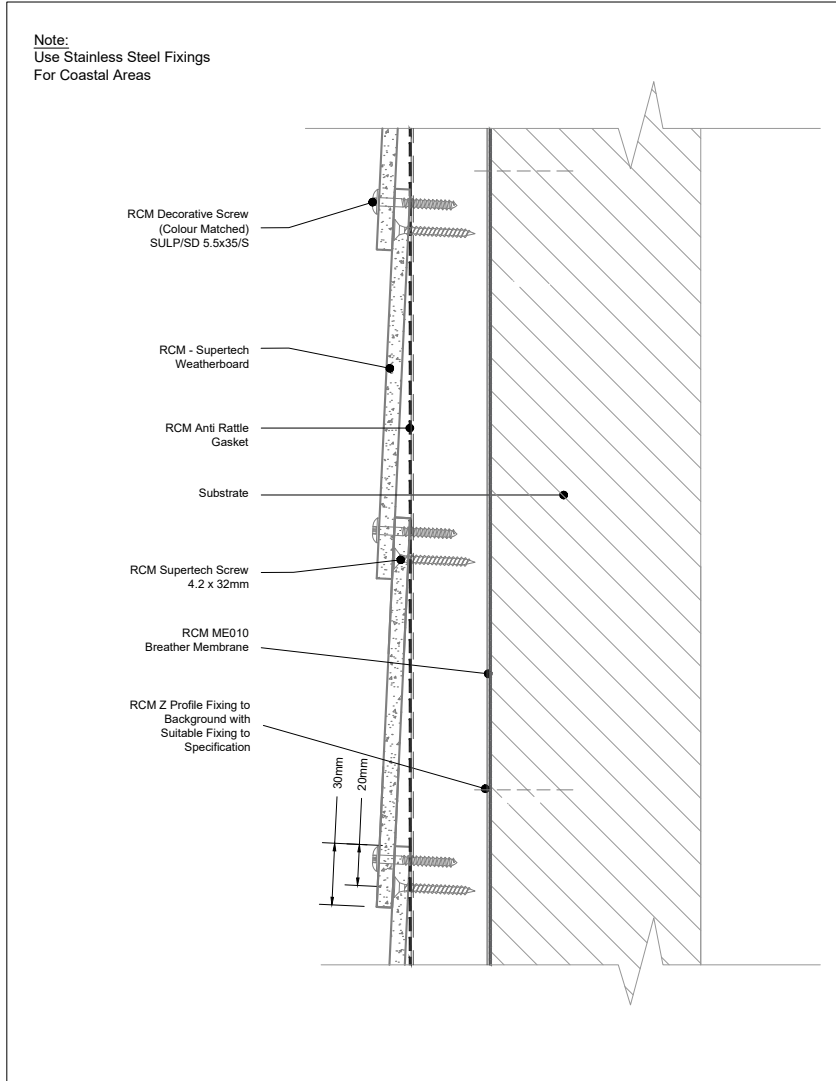 Note:
Use Stainless Steel Fixings
For Coastal Areas
RCM Decorative Screw
(Colour Matched)
SULP/SD 5.5x35/S
RCM - Supertech
Weatherboard
RCM Anti Rattle
Gasket
Substrate
RCM Supertech Screw
4.2 x 32mm
RCM ME010
Breather Membrane
RCM Z Profile Fixing to
Background with
Suitable Fixing to
Specification
30mm
20mm